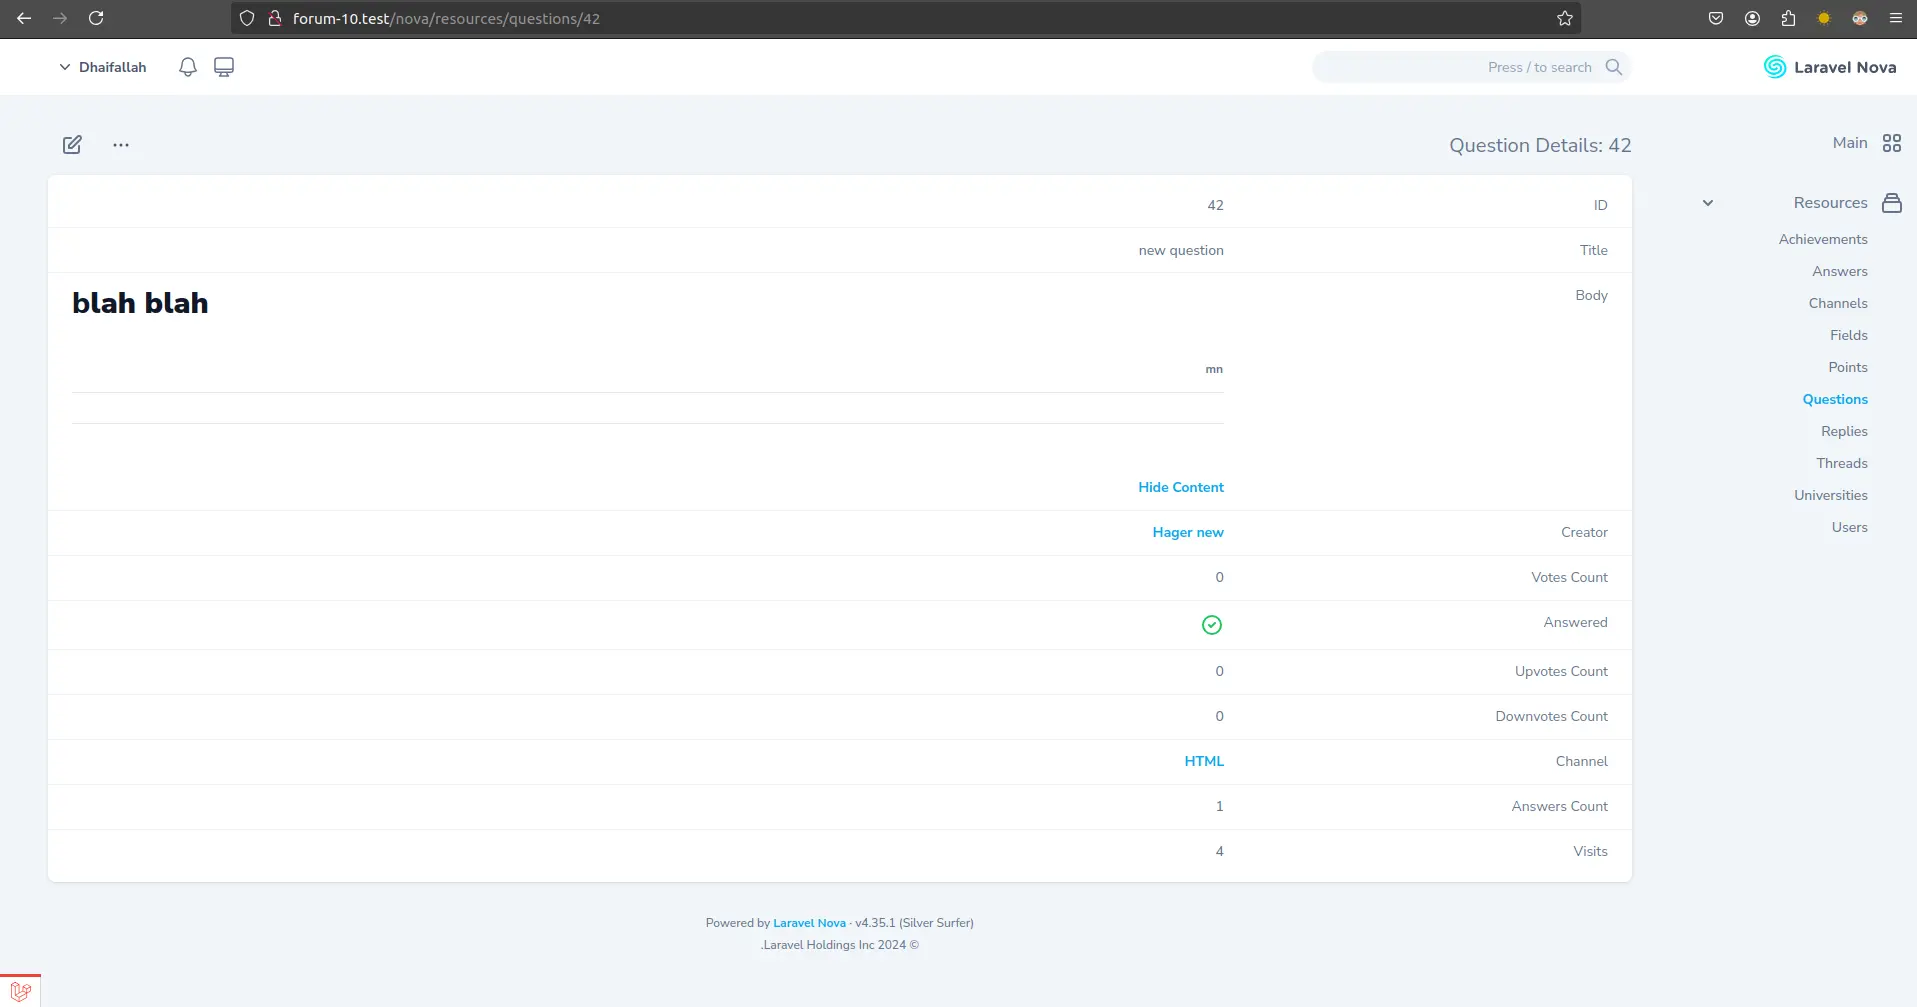 forum-10.test/nova/resources/questions/42
Dhaifallah
Press / to search
Laravel Nova
Question Details: 42
Main
Resources
Achievements
Answers
Channels
Fields
Points
Questions
Replies
Threads
Universities
Users
ID 42
Title new question
Body
blah blah
mn
Hide Content
Creator Hager new
Votes Count 0
Answered
Upvotes Count 0
Downvotes Count 0
Channel HTML
Answers Count 1
Visits 4
Powered by Laravel Nova · v4.35.1 (Silver Surfer)
.Laravel Holdings Inc 2024 ©